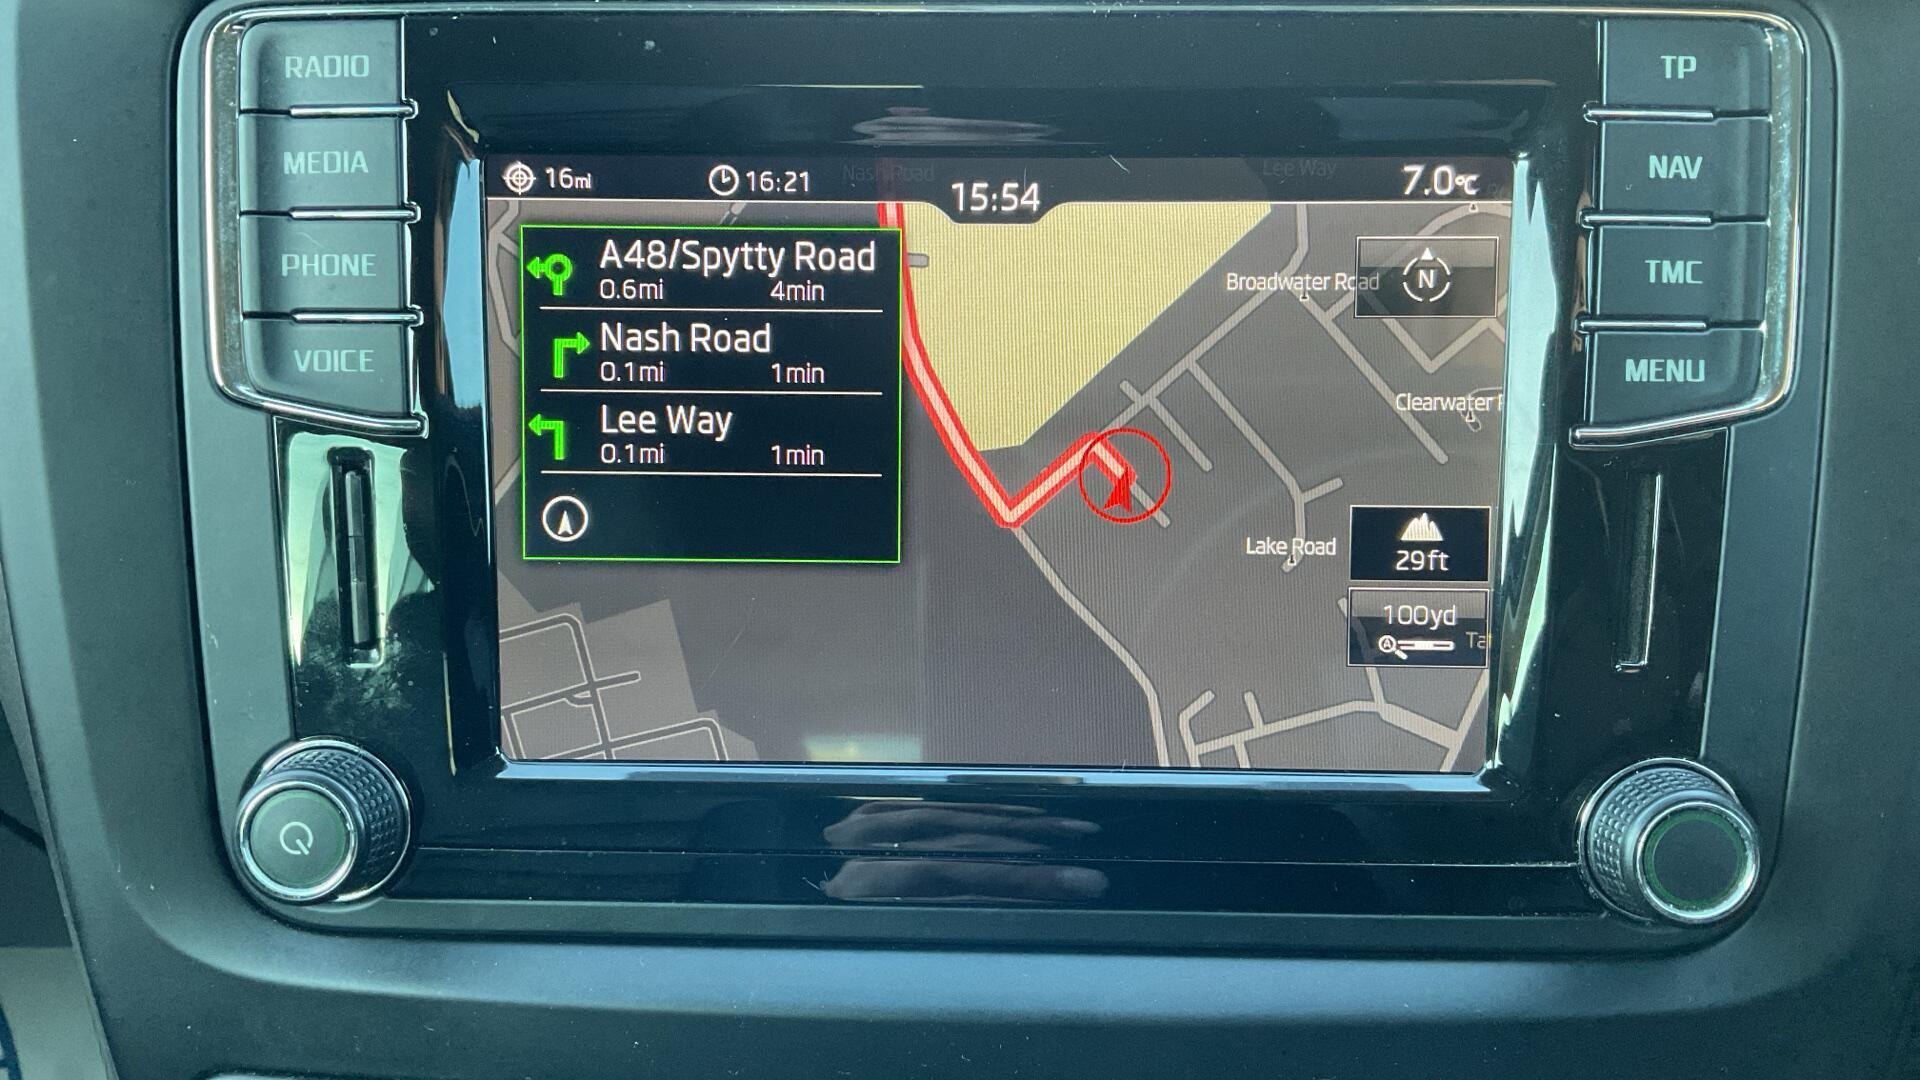 RADIO
MEDIA
PHONE
VOICE
16mi
16:21
Nash Road
15:54
Lee Way
7.0°C
A48/Spytty Road
0.6mi 4min
Nash Road
0.1mi 1min
Lee Way
0.1mi 1min
Broadwater Road
N
Clearwater
Lake Road
29ft
100yd
A
TP
NAV
TMC
MENU